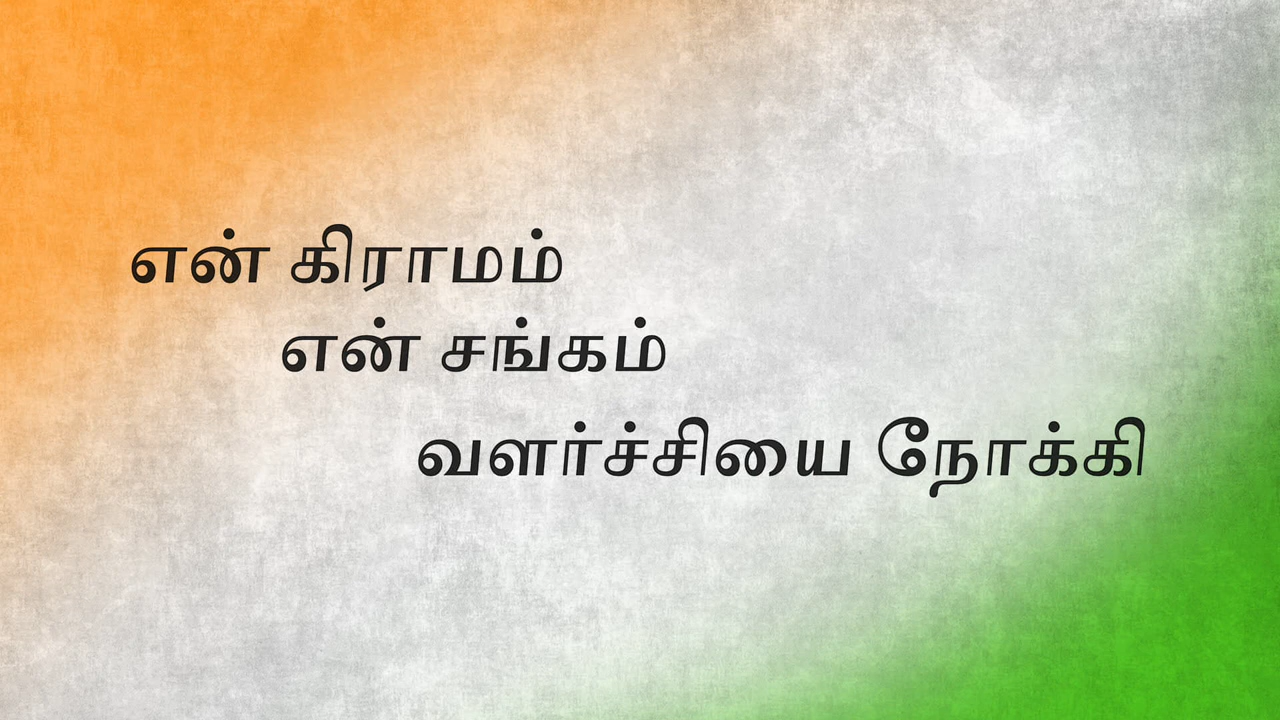 என் கிராமம்
என் சங்கம்
வளர்ச்சியை நோக்கி